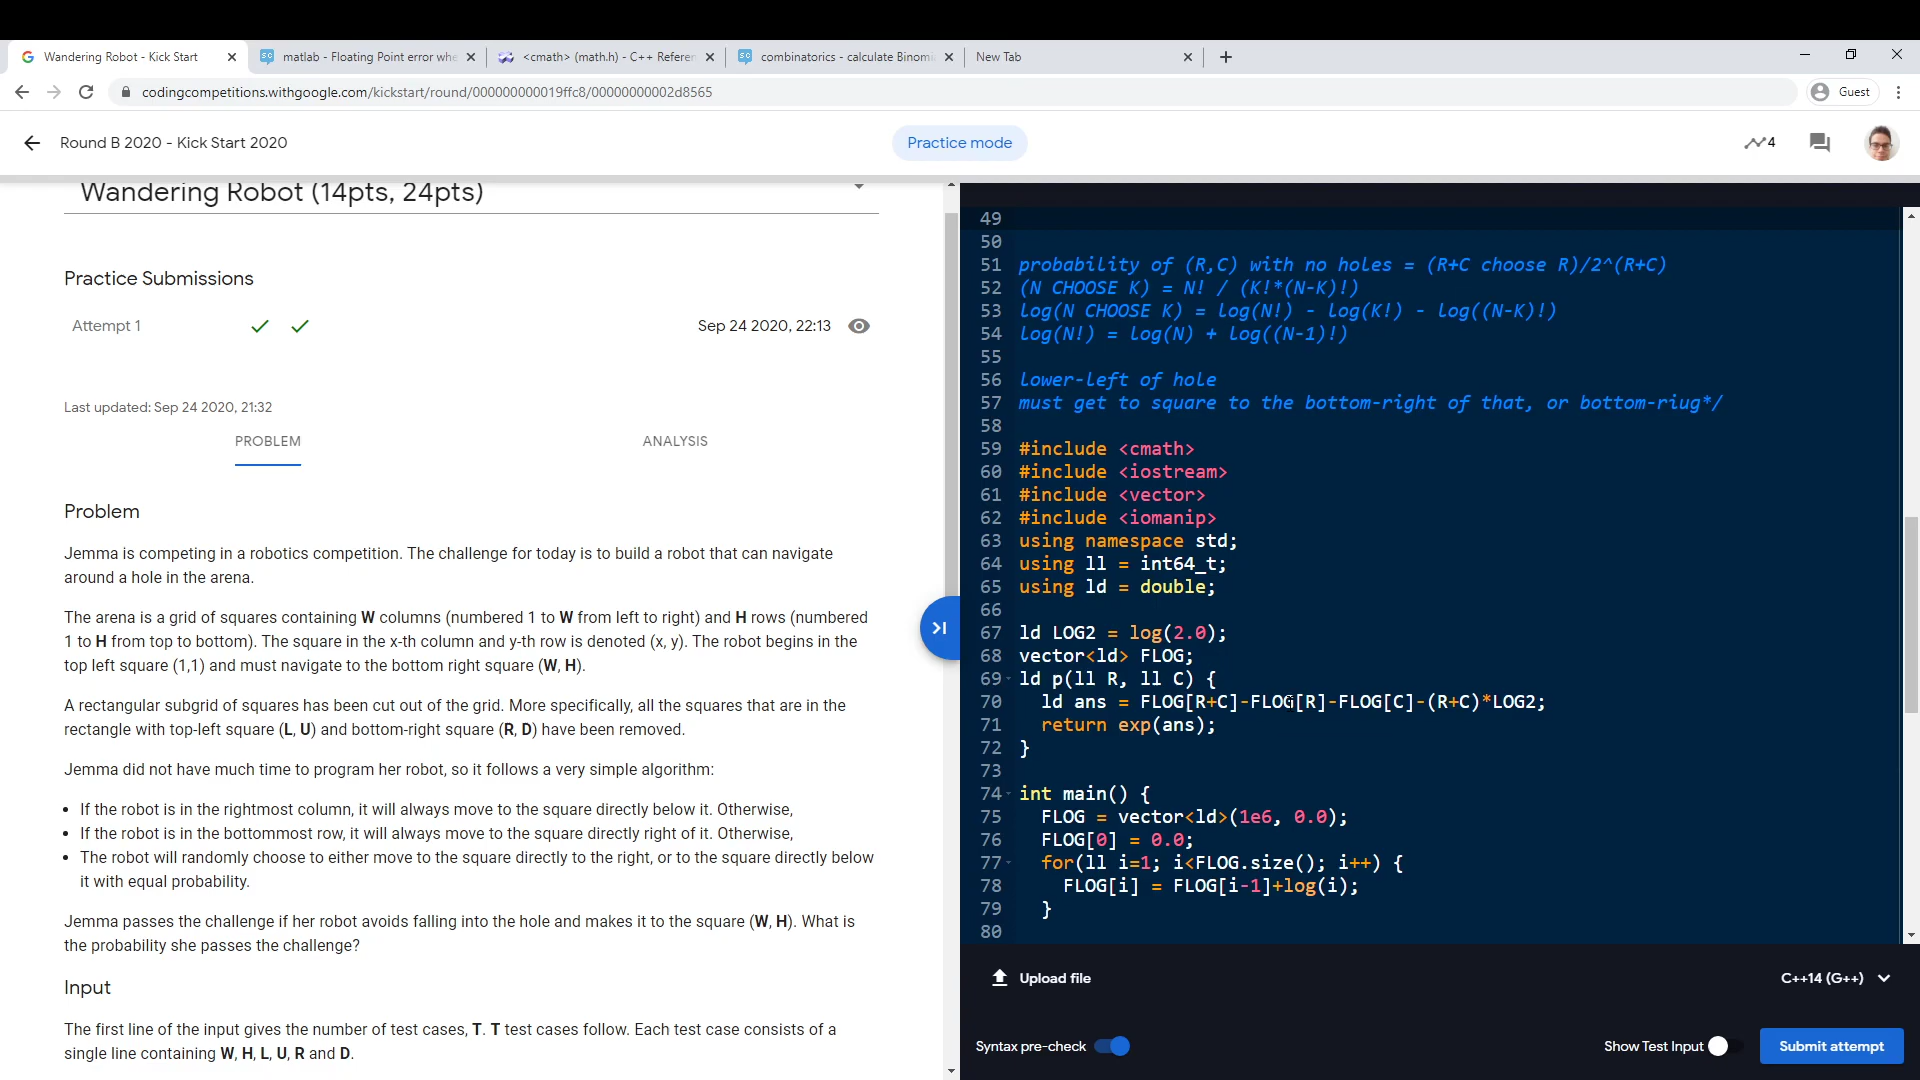 Wandering Robot - Kick Start
matlab - Floating Point error whe
<cmath> (math.h) - C++ Referen
combinatorics - calculate Binomi
New Tab
codingcompetitions.withgoogle.com/kickstart/round/000000000019ffc8/00000000002d8565
Guest
Round B 2020 - Kick Start 2020
Practice mode
4
Wandering Robot (14pts, 24pts)
Practice Submissions
Attempt 1
Sep 24 2020, 22:13
Last updated: Sep 24 2020, 21:32
PROBLEM
ANALYSIS
Problem
Jemma is competing in a robotics competition. The challenge for today is to build a robot that can navigate
around a hole in the arena.
The arena is a grid of squares containing W columns (numbered 1 to W from left to right) and H rows (numbered
1 to H from top to bottom). The square in the x-th column and y-th row is denoted (x, y). The robot begins in the
top left square (1,1) and must navigate to the bottom right square (W, H).
A rectangular subgrid of squares has been cut out of the grid. More specifically, all the squares that are in the
rectangle with top-left square (L, U) and bottom-right square (R, D) have been removed.
Jemma did not have much time to program her robot, so it follows a very simple algorithm:
• If the robot is in the rightmost column, it will always move to the square directly below it. Otherwise,
• If the robot is in the bottommost row, it will always move to the square directly right of it. Otherwise,
• The robot will randomly choose to either move to the square directly to the right, or to the square directly below
it with equal probability.
Jemma passes the challenge if her robot avoids falling into the hole and makes it to the square (W, H). What is
the probability she passes the challenge?
Input
The first line of the input gives the number of test cases, T. T test cases follow. Each test case consists of a
single line containing W, H, L, U, R and D.
49
50
51 probability of (R,C) with no holes = (R+C choose R)/2^(R+C)
52 (N CHOOSE K) = N! / (K!*(N-K)!)
53 log(N CHOOSE K) = log(N!) - log(K!) - log((N-K)!)
54 log(N!) = log(N) + log((N-1)!)
55
56 lower-left of hole
57 must get to square to the bottom-right of that, or bottom-riug*/
58
59 #include <cmath>
60 #include <iostream>
61 #include <vector>
62 #include <iomanip>
63 using namespace std;
64 using ll = int64_t;
65 using ld = double;
66
67 ld LOG2 = log(2.0);
68 vector<ld> FLOG;
69 ld p(ll R, ll C) {
70 ld ans = FLOG[R+C]-FLOG[R]-FLOG[C]-(R+C)*LOG2;
71 return exp(ans);
72 }
73
74 int main() {
75 FLOG = vector<ld>(1e6, 0.0);
76 FLOG[0] = 0.0;
77 for(ll i=1; i<FLOG.size(); i++) {
78 FLOG[i] = FLOG[i-1]+log(i);
79 }
80
Upload file
C++14 (G++)
Syntax pre-check
Show Test Input
Submit attempt